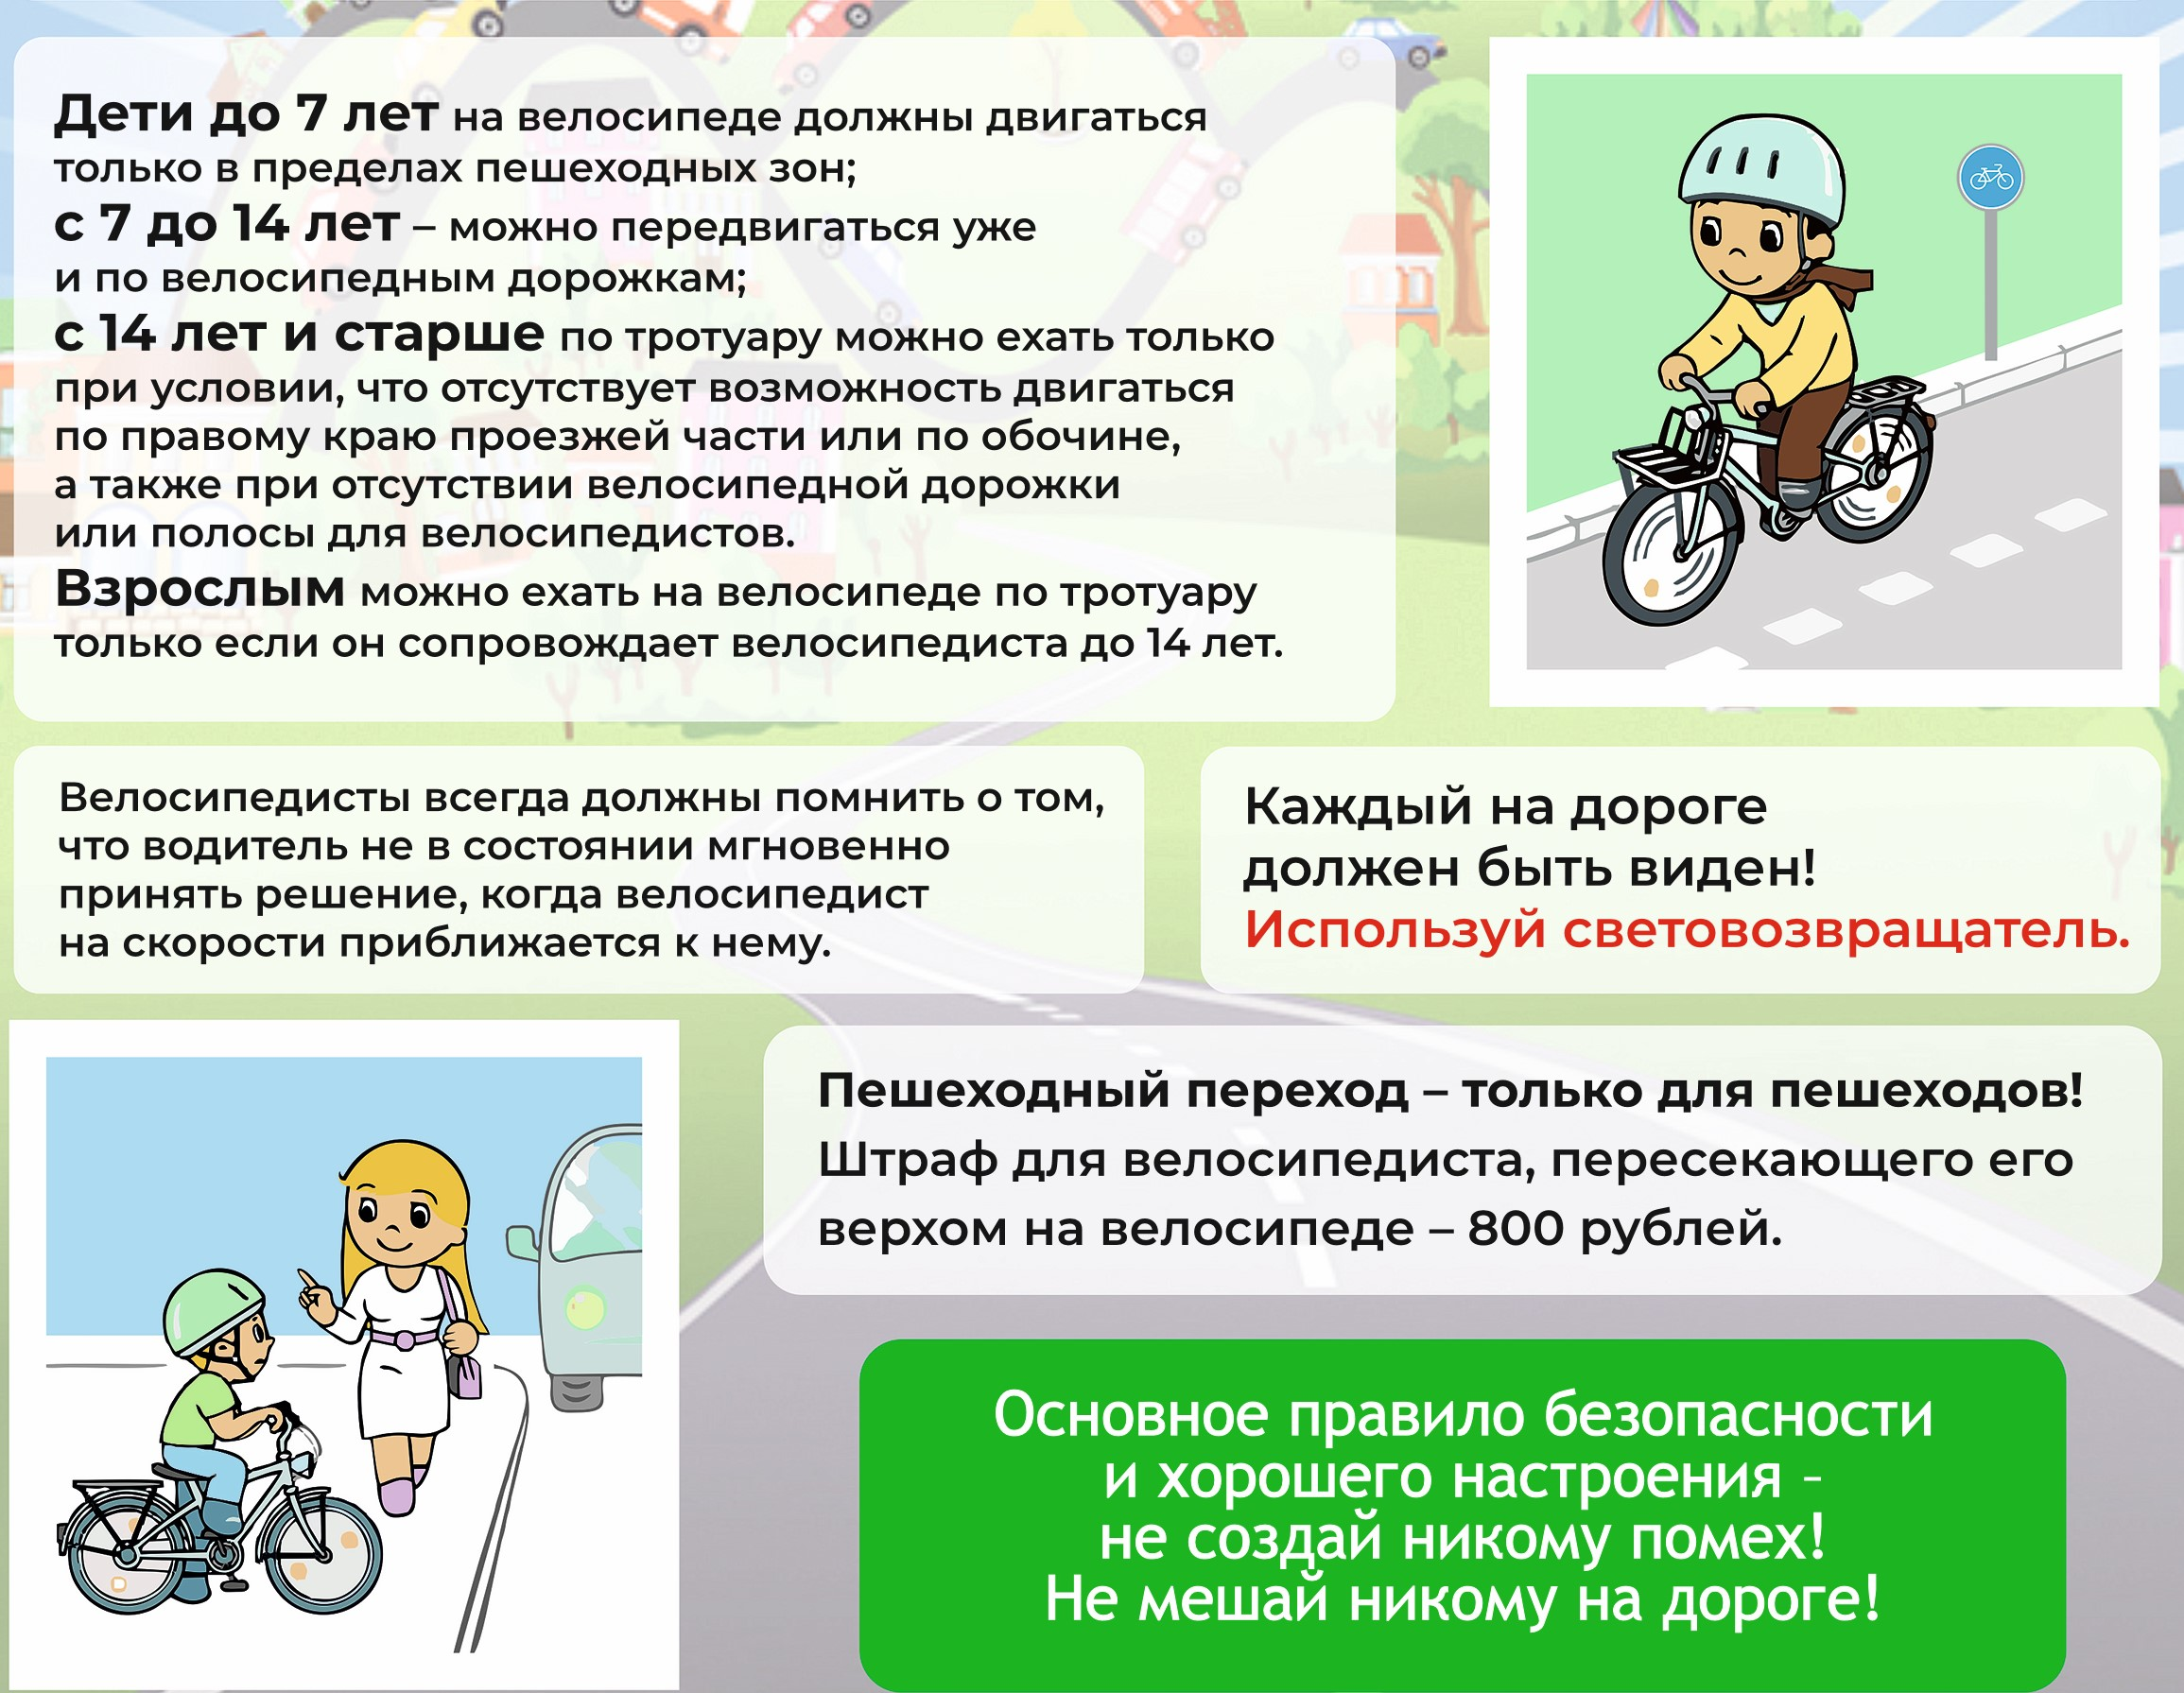 Дети до 7 лет на велосипеде должны двигаться
только в пределах пешеходных зон;
с 7 до 14 лет – можно передвигаться уже
и по велосипедным дорожкам;
с 14 лет и старше по тротуару можно ехать только
при условии, что отсутствует возможность двигаться
по правому краю проезжей части или по обочине,
а также при отсутствии велосипедной дорожки
или полосы для велосипедистов.
Взрослым можно ехать на велосипеде по тротуару
только если он сопровождает велосипедиста до 14 лет.
Велосипедисты всегда должны помнить о том,
что водитель не в состоянии мгновенно
принять решение, когда велосипедист
на скорости приближается к нему.
Каждый на дороге
должен быть виден!
Используй световозвращатель.
Пешеходный переход – только для пешеходов!
Штраф для велосипедиста, пересекающего его
верхом на велосипеде – 800 рублей.
Основное правило безопасности
и хорошего настроения -
не создай никому помех!
Не мешай никому на дороге!